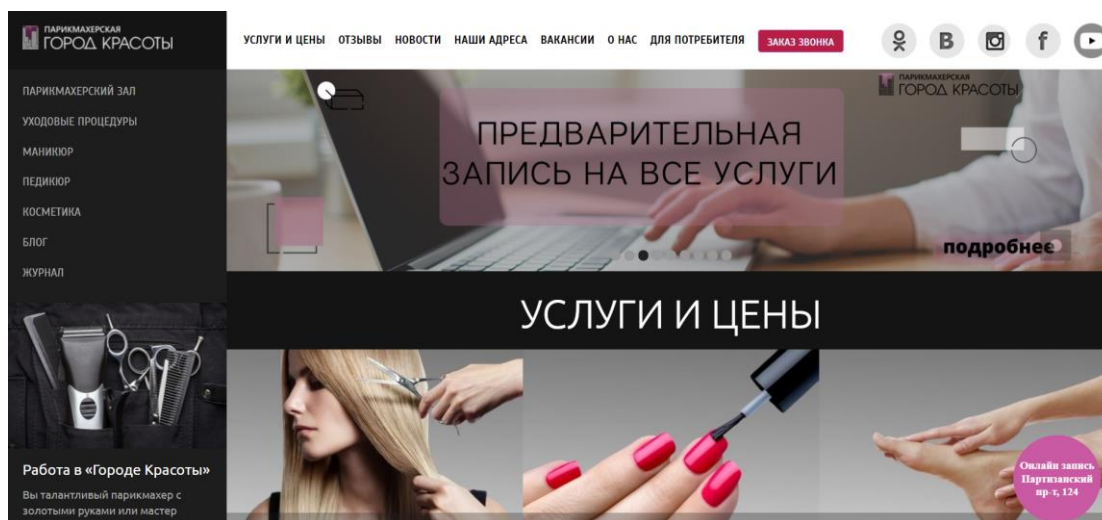 ПАРИКМАХЕРСКАЯ
ГОРОД КРАСОТЫ
УСЛУГИ И ЦЕНЫ ОТЗЫВЫ НОВОСТИ НАШИ АДРЕСА ВАКАНСИИ О НАС ДЛЯ ПОТРЕБИТЕЛЯ ЗАКАЗ ЗВОНКА
ПАРИКМАХЕРСКИЙ ЗАЛ
УХОДОВЫЕ ПРОЦЕДУРЫ
МАНИКЮР
ПЕДИКЮР
КОСМЕТИКА
БЛОГ
ЖУРНАЛ
ПАРИКМАХЕРСКАЯ
ГОРОД КРАСОТЫ
ПРЕДВАРИТЕЛЬНАЯ
ЗАПИСЬ НА ВСЕ УСЛУГИ
подробнее
УСЛУГИ И ЦЕНЫ
Работа в «Городе Красоты»
Вы талантливый парикмахер с
золотыми руками или мастер
Онлайн запись
Партизанский
пр-т, 124